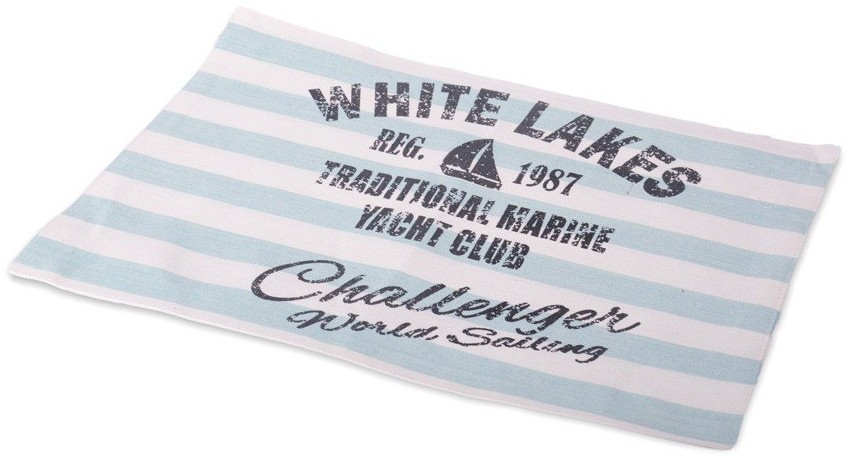 WHITE LAKES
REG. 1987
TRADITIONAL MARINE
YACHT CLUB
Challenger
World Sailing